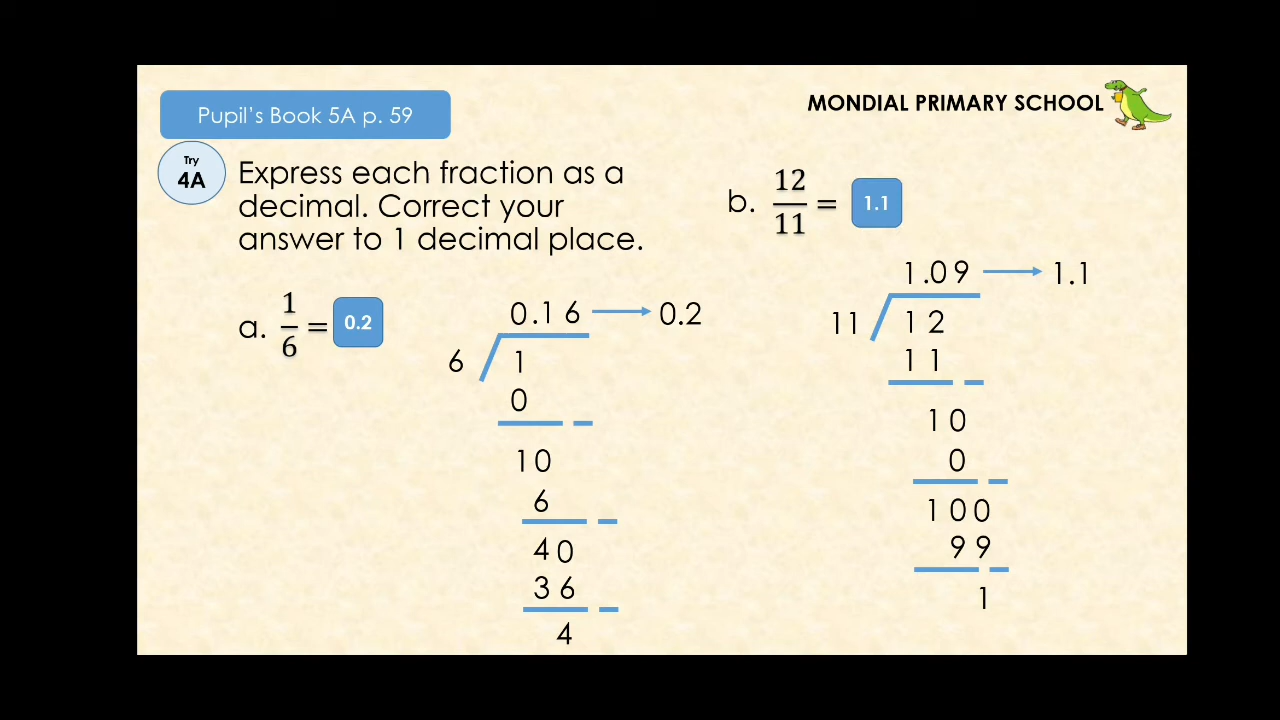 Pupil's Book 5A p. 59
MONDIAL PRIMARY SCHOOL
Try
4A
Express each fraction as a
decimal. Correct your
answer to 1 decimal place.
a. 1/6 = 0.2
0.16 → 0.2
6 1
0 −
10
6 −
40
36 −
4
b. 12/11 = 1.1
1.09 → 1.1
11 12
11 −
10
0 −
100
99 −
1